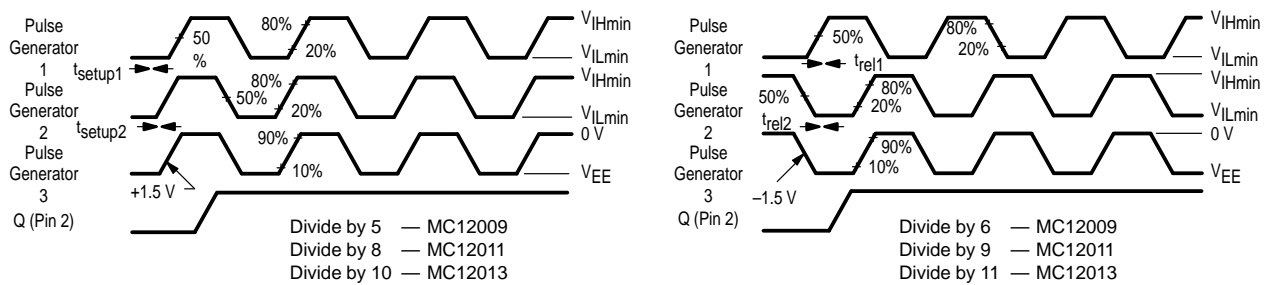 Pulse
Generator
1
50
%
80%
20%
VIHmin
VILmin
tsetup1
Pulse
Generator
2
50%
80%
20%
VIHmin
VILmin
tsetup2
Pulse
Generator
3
+1.5 V
90%
10%
0 V
VEE
Q (Pin 2)
Divide by 5 — MC12009
Divide by 8 — MC12011
Divide by 10 — MC12013
Pulse
Generator
1
50%
80%
20%
VIHmin
VILmin
trel1
Pulse
Generator
2
50%
80%
20%
VIHmin
VILmin
trel2
Pulse
Generator
3
–1.5 V
90%
10%
0 V
VEE
Q (Pin 2)
Divide by 6 — MC12009
Divide by 9 — MC12011
Divide by 11 — MC12013